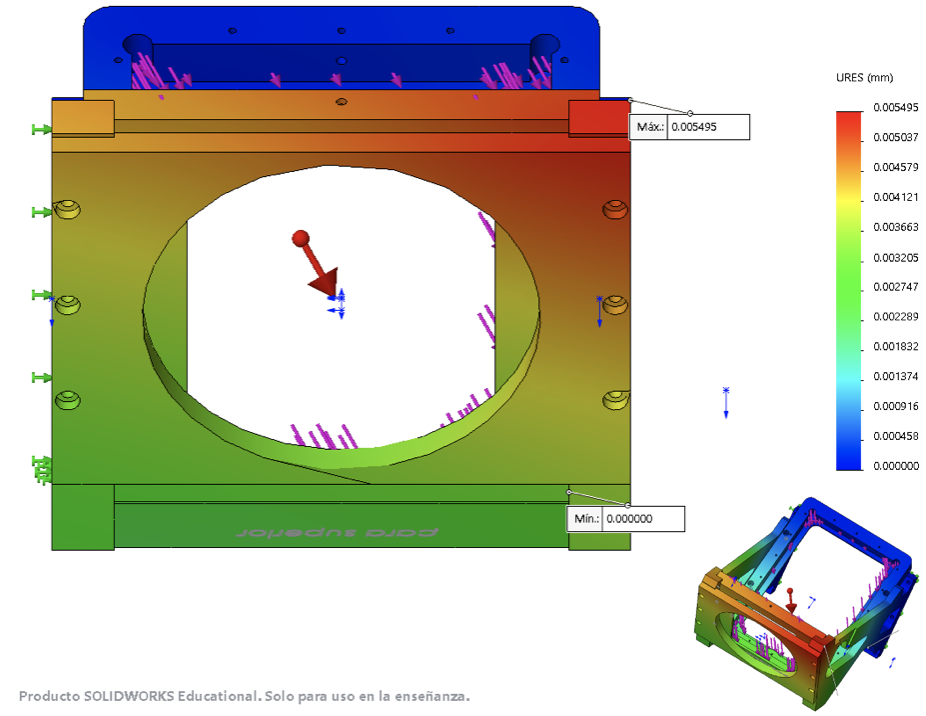 URES (mm)
0.005495
0.005037
0.004579
0.004121
0.003663
0.003205
0.002747
0.002289
0.001832
0.001374
0.000916
0.000458
0.000000
Máx.: 0.005495
Mín.: 0.000000
para superior
Producto SOLIDWORKS Educational. Solo para uso en la enseñanza.